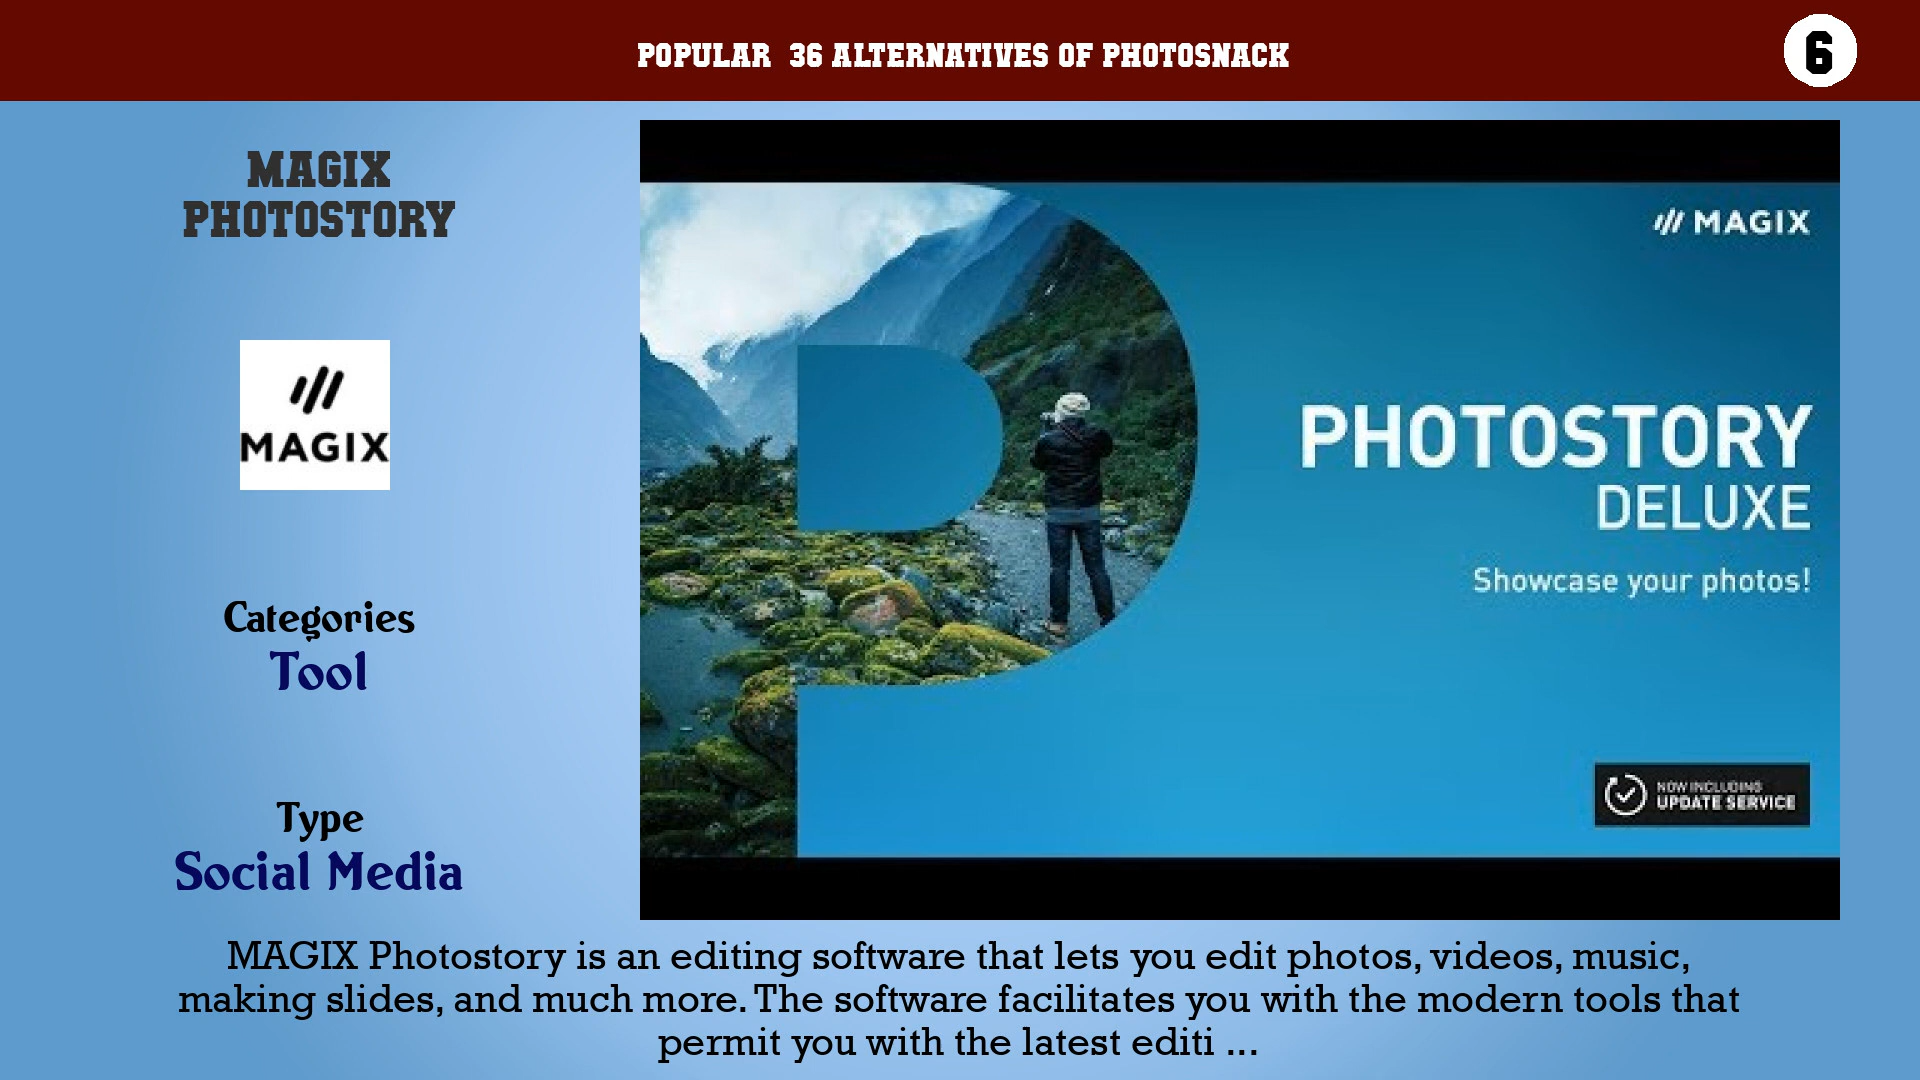 POPULAR 36 ALTERNATIVES OF PHOTOSNACK
6
MAGIX
PHOTOSTORY
MAGIX
Categories
Tool
Type
Social Media
MAGIX
PHOTOSTORY
DELUXE
Showcase your photos!
NOW INCLUDING
UPDATE SERVICE
MAGIX Photostory is an editing software that lets you edit photos, videos, music,
making slides, and much more. The software facilitates you with the modern tools that
permit you with the latest editi ...